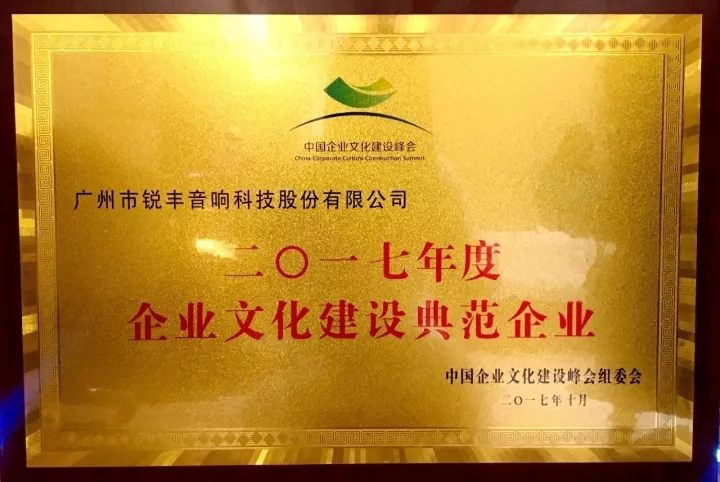 中国企业文化建设峰会
China Corporate Culture Construction Summit
广州市锐丰音响科技股份有限公司
二〇一七年度
企业文化建设典范企业
中国企业文化建设峰会组委会
二〇一七年十月